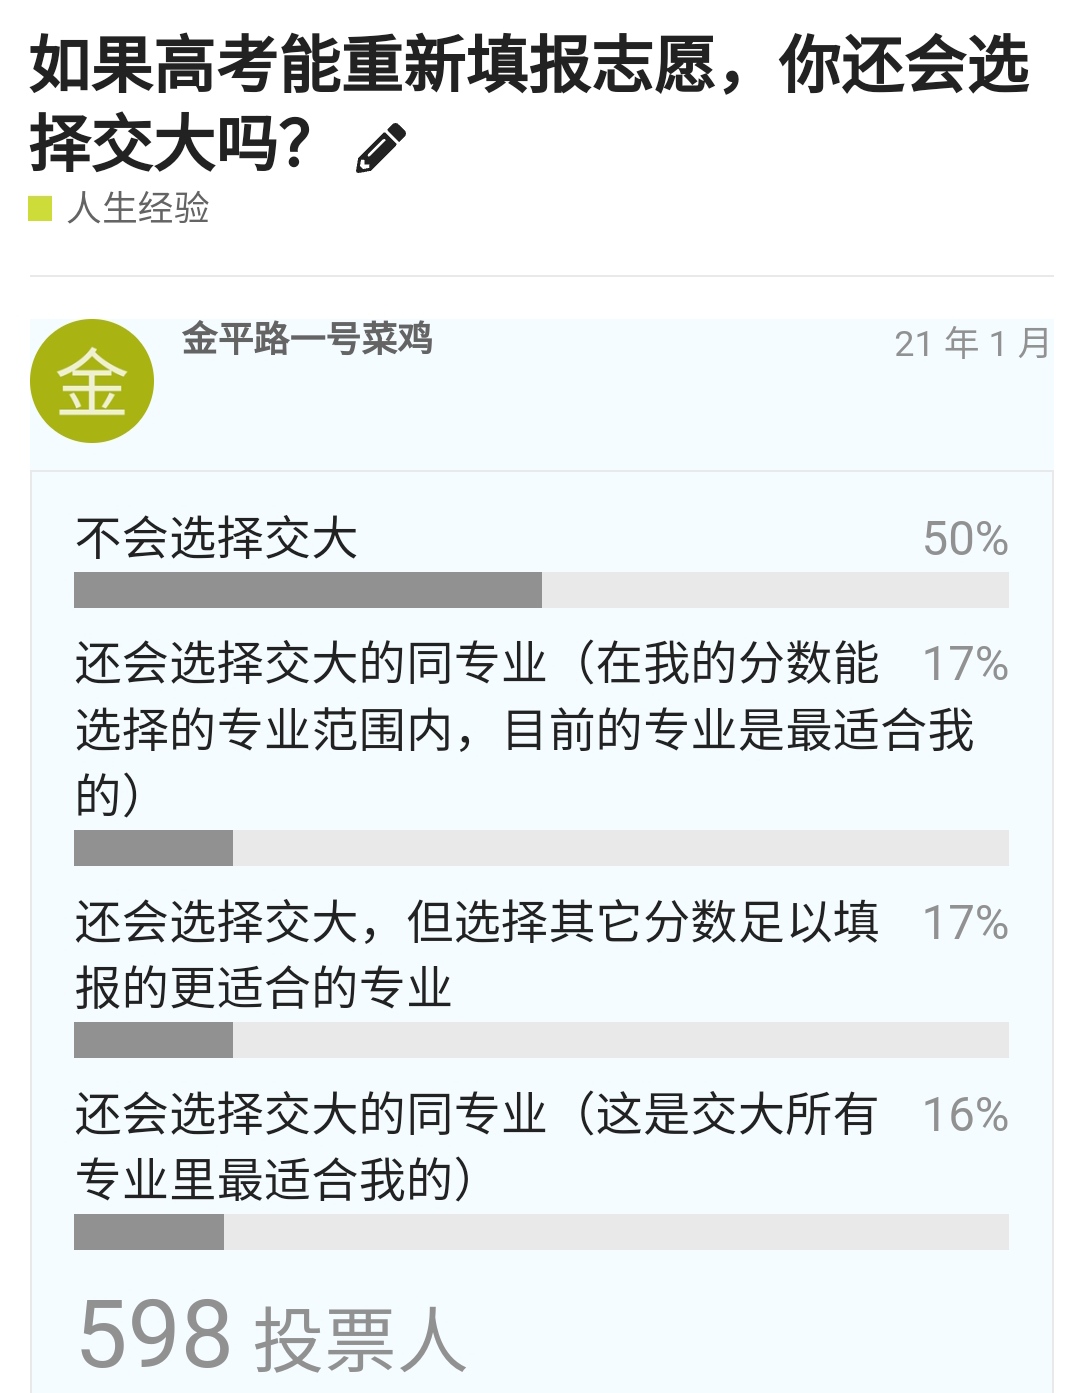 如果高考能重新填报志愿，你还会选
择交大吗？
人生经验
金
金平路一号菜鸡
21 年 1 月
不会选择交大 50%
还会选择交大的同专业（在我的分数能 17%
选择的专业范围内，目前的专业是最适合我
的）
还会选择交大，但选择其它分数足以填 17%
报的更适合的专业
还会选择交大的同专业（这是交大所有 16%
专业里最适合我的）
598 投票人